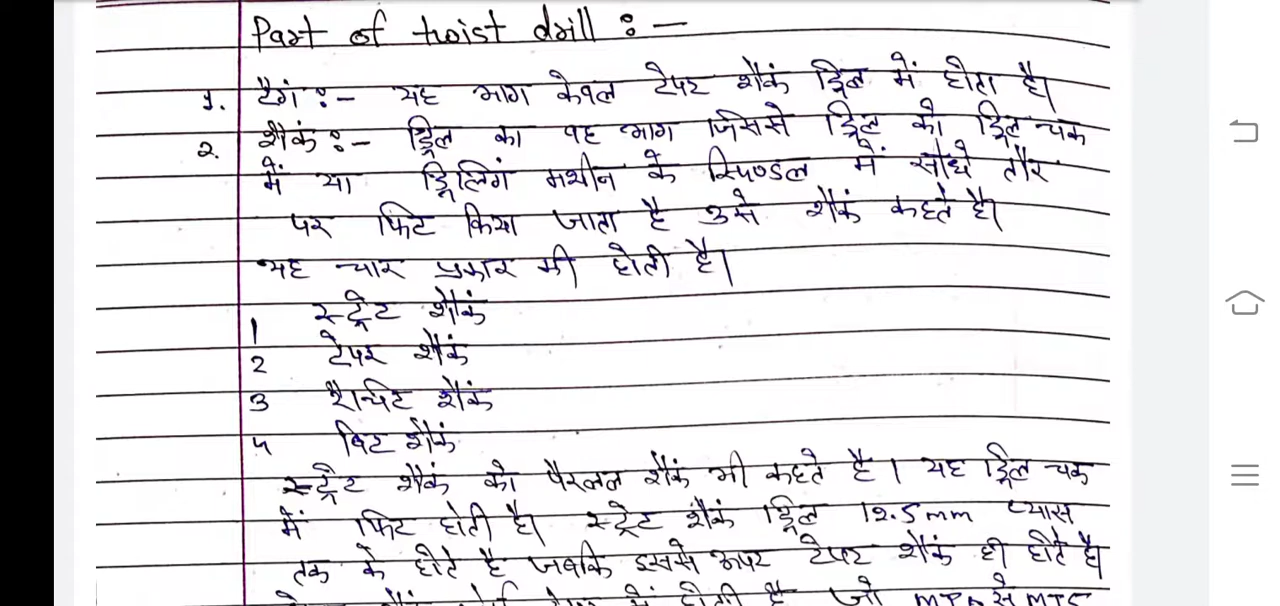 Part of twist drill :—
1. टैगं :- यह भाग केवल टेपर शैकं ड्रिल में होता है।
2. शैकं :- ड्रिल का वह भाग जिससे ड्रिल को ड्रिल चक
में या ड्रिलिगं मशीन के स्पिण्डल में सीधे तौर
पर फिट किया जाता है उसे शैकं कहते है।
यह चार प्रकार की होती है।
1 स्ट्रेट शैकं
2 टेपर शैकं
3 रैन्चिट शैकं
4 बिट शैकं
स्ट्रेट शैकं को पैरलल शैकं भी कहते है। यह ड्रिल चक
में फिट होती है। स्ट्रेट शैकं ड्रिल 12.5mm व्यास
तक के होते है जबकि इससे ऊपर टेपर शैकं ही होते है।
में होती है जो